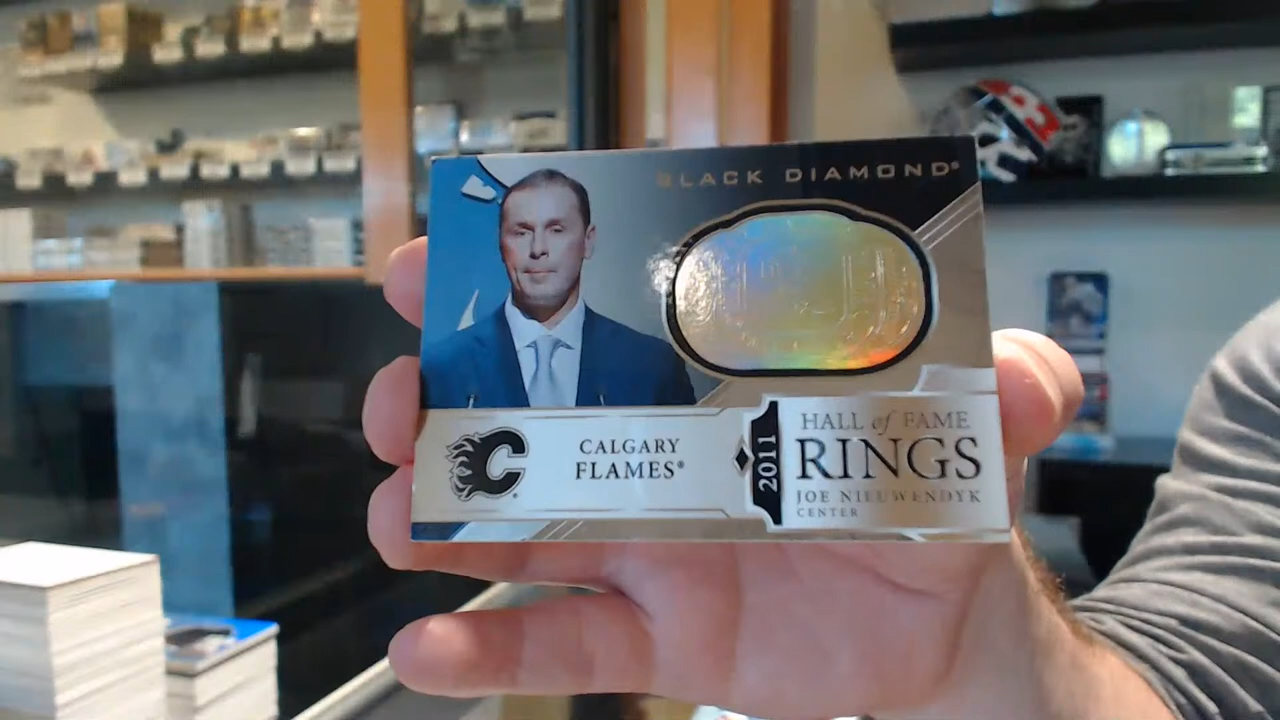 BLACK DIAMOND®
CALGARY
FLAMES®
2011
HALL of FAME
RINGS
JOE NIEUWENDYK
CENTER